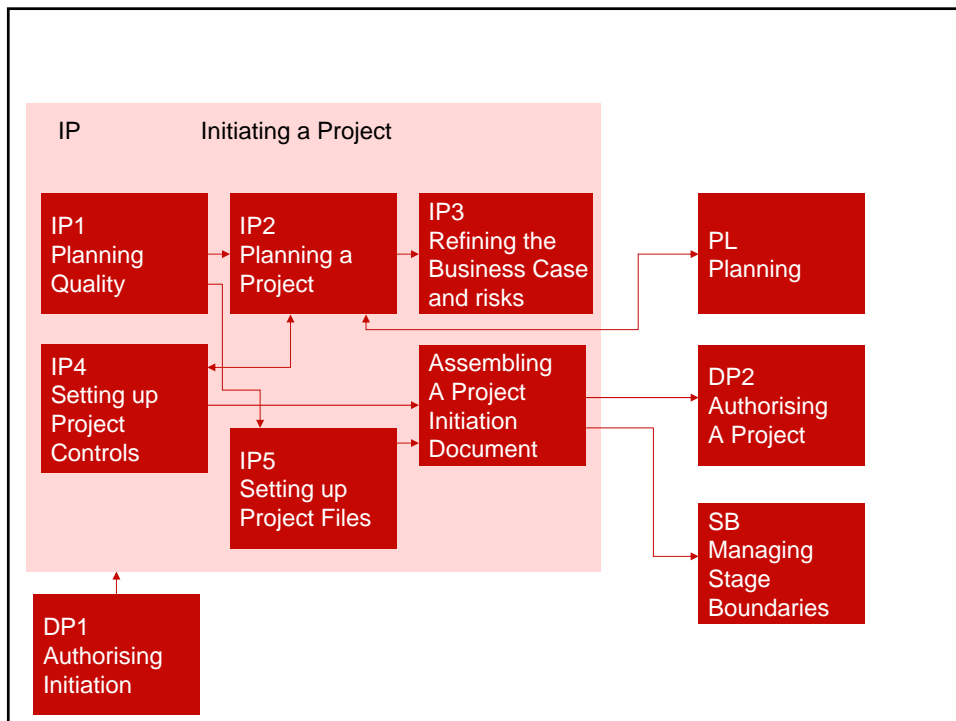 IP Initiating a Project
IP1
Planning
Quality
IP2
Planning a
Project
IP3
Refining the
Business Case
and risks
PL
Planning
IP4
Setting up
Project
Controls
IP5
Setting up
Project Files
Assembling
A Project
Initiation
Document
DP2
Authorising
A Project
SB
Managing
Stage
Boundaries
DP1
Authorising
Initiation